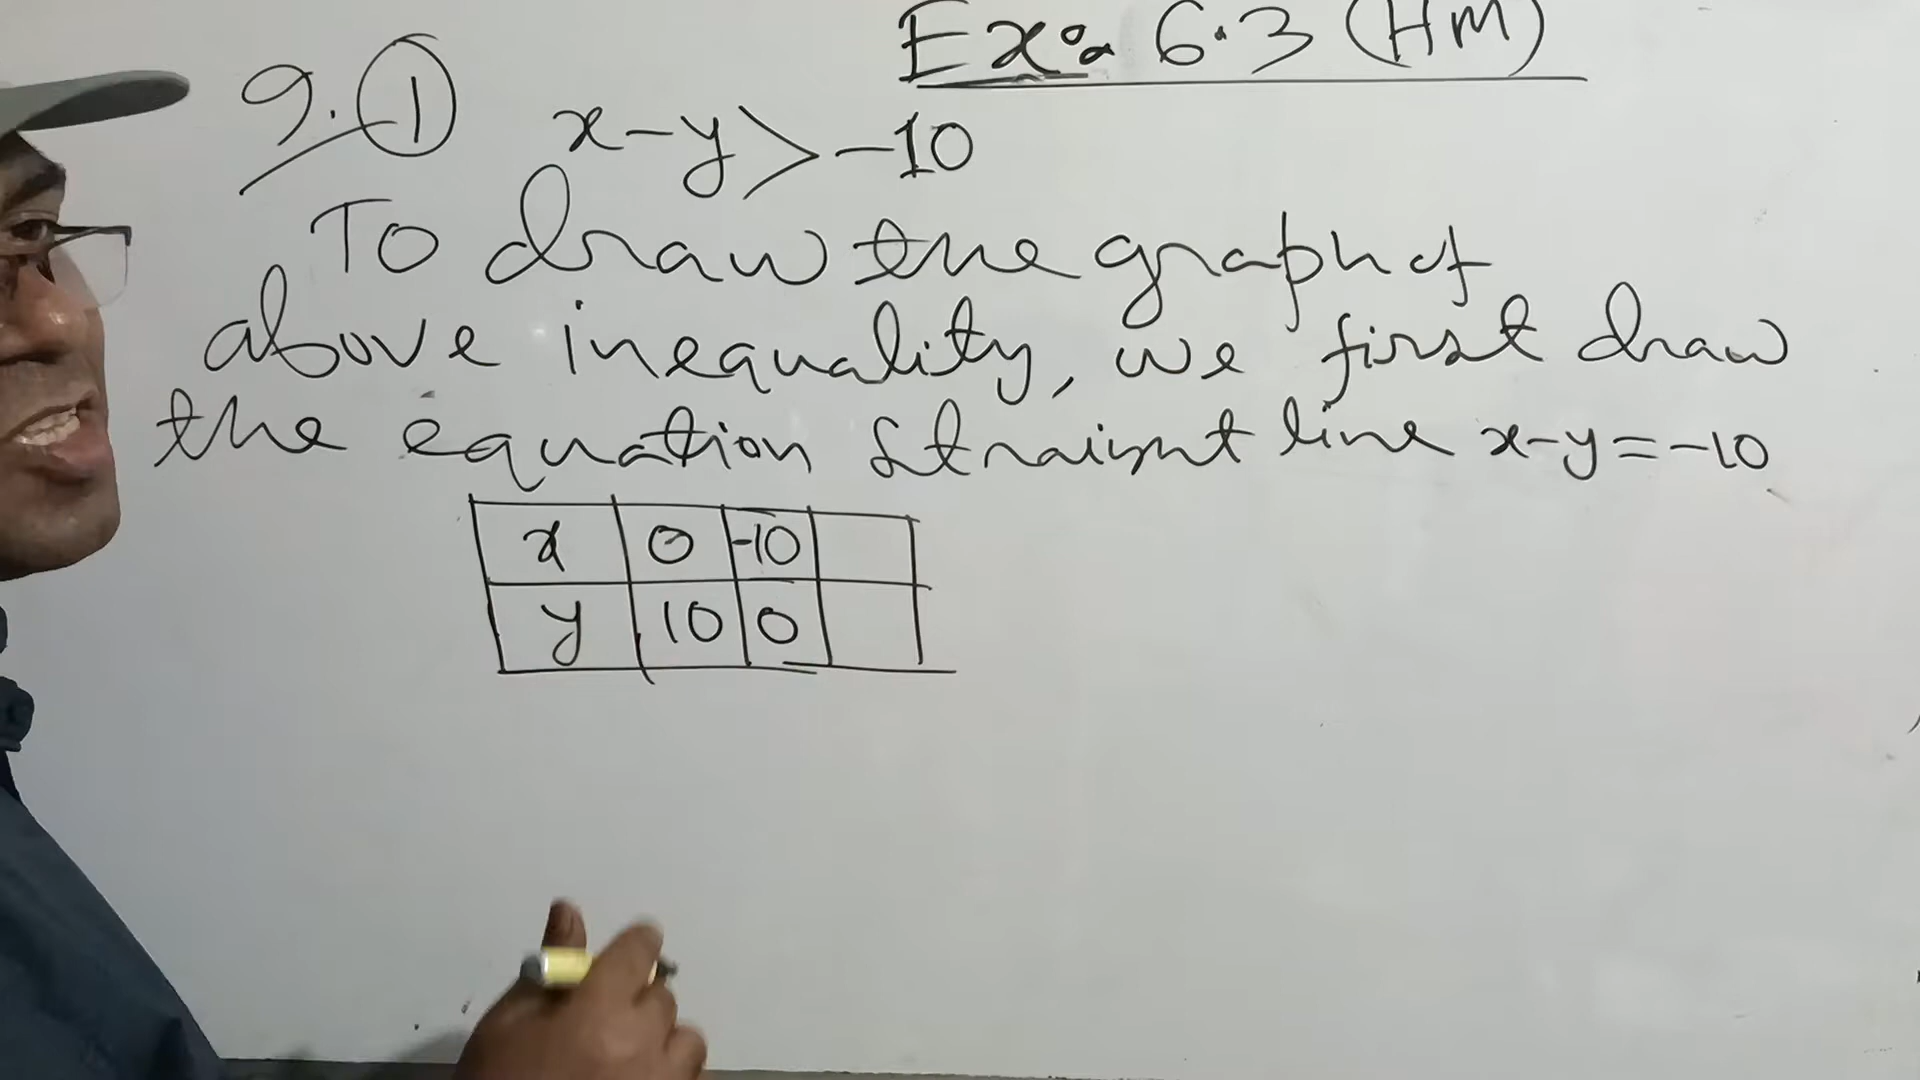 Ex: 6.3 (HM)
9. ① x-y>-10
To draw the graph of
above inequality, we first draw
the equation straignt line x-y=-10
x 0 -10
y 10 0